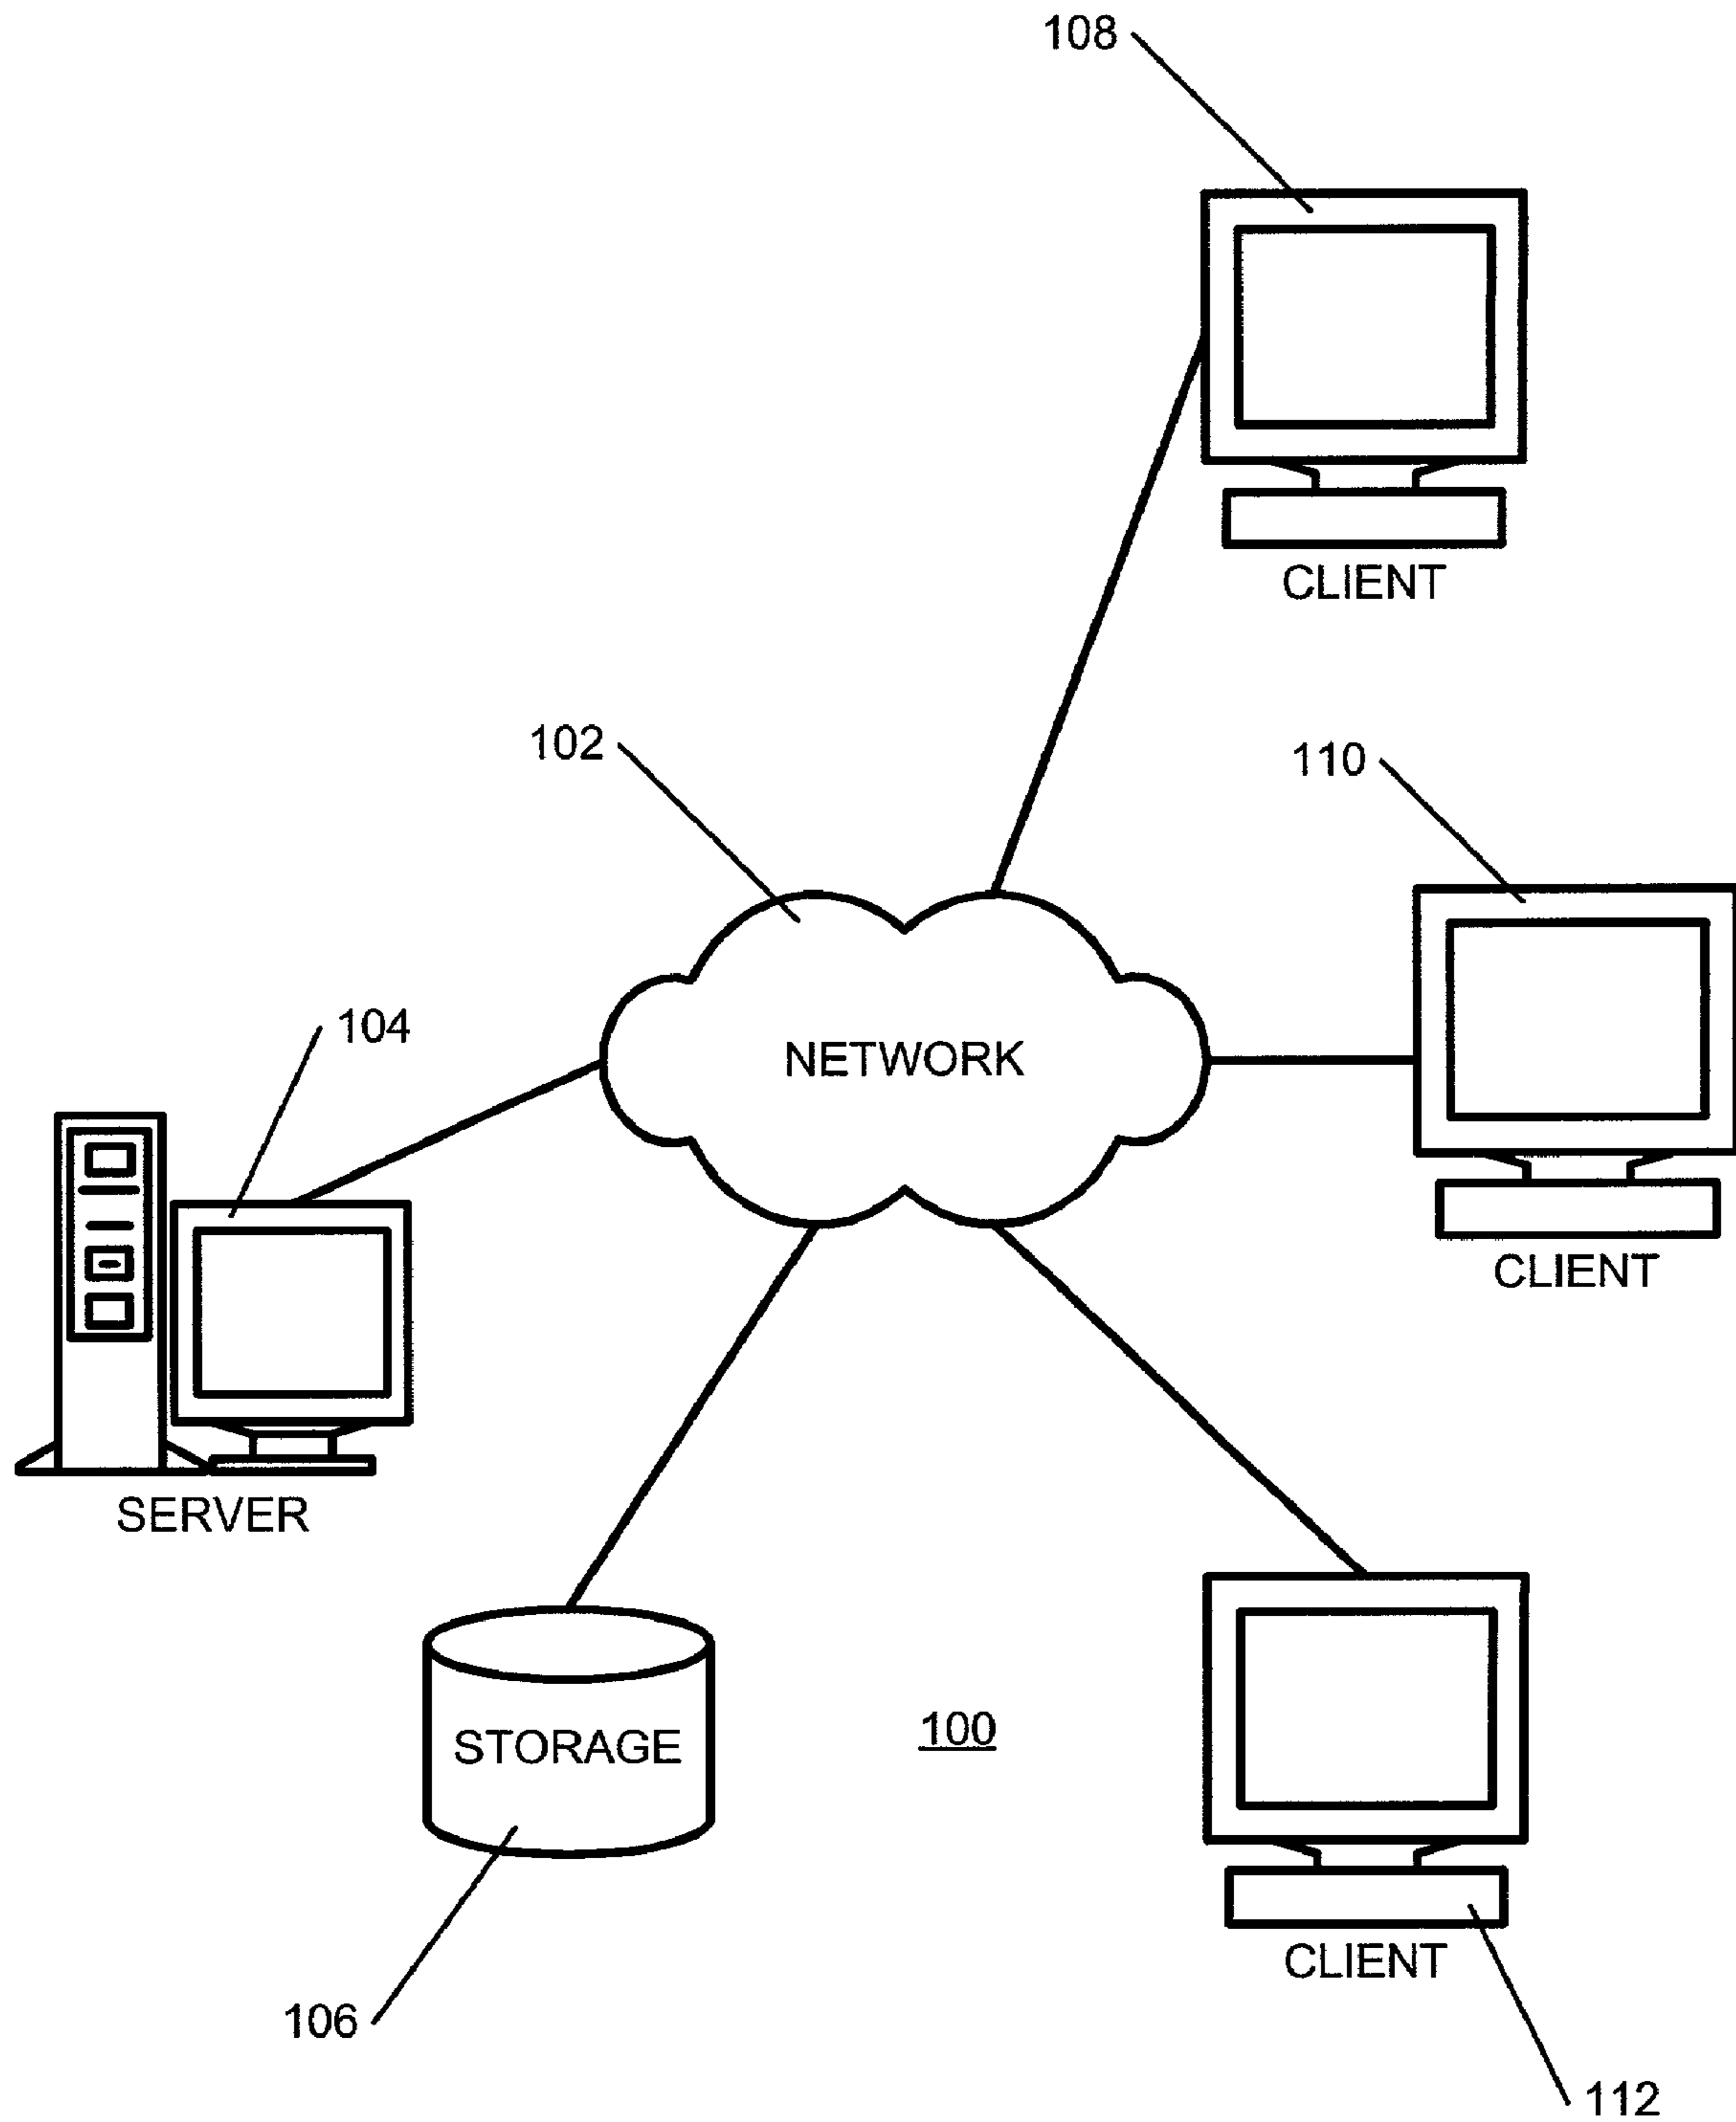 108
CLIENT
102
110
104
NETWORK
CLIENT
SERVER
STORAGE
100
CLIENT
106
112